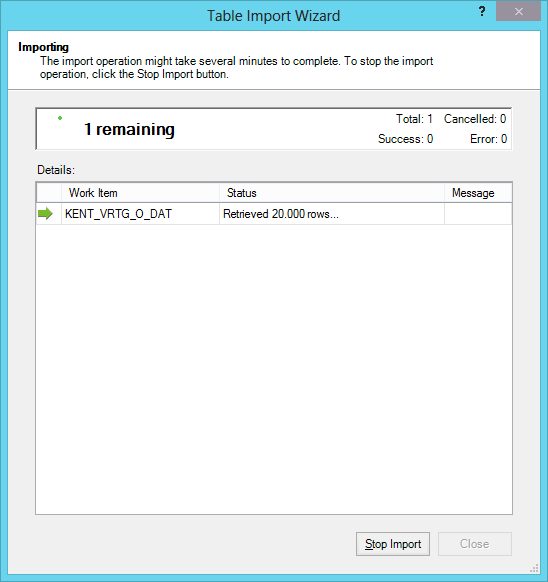 Table Import Wizard
?
×
Importing
The import operation might take several minutes to complete. To stop the import
operation, click the Stop Import button.
1 remaining
Total: 1 Cancelled: 0
Success: 0 Error: 0
Details:
Work Item Status Message
KENT_VRTG_O_DAT Retrieved 20.000 rows...
Stop Import Close